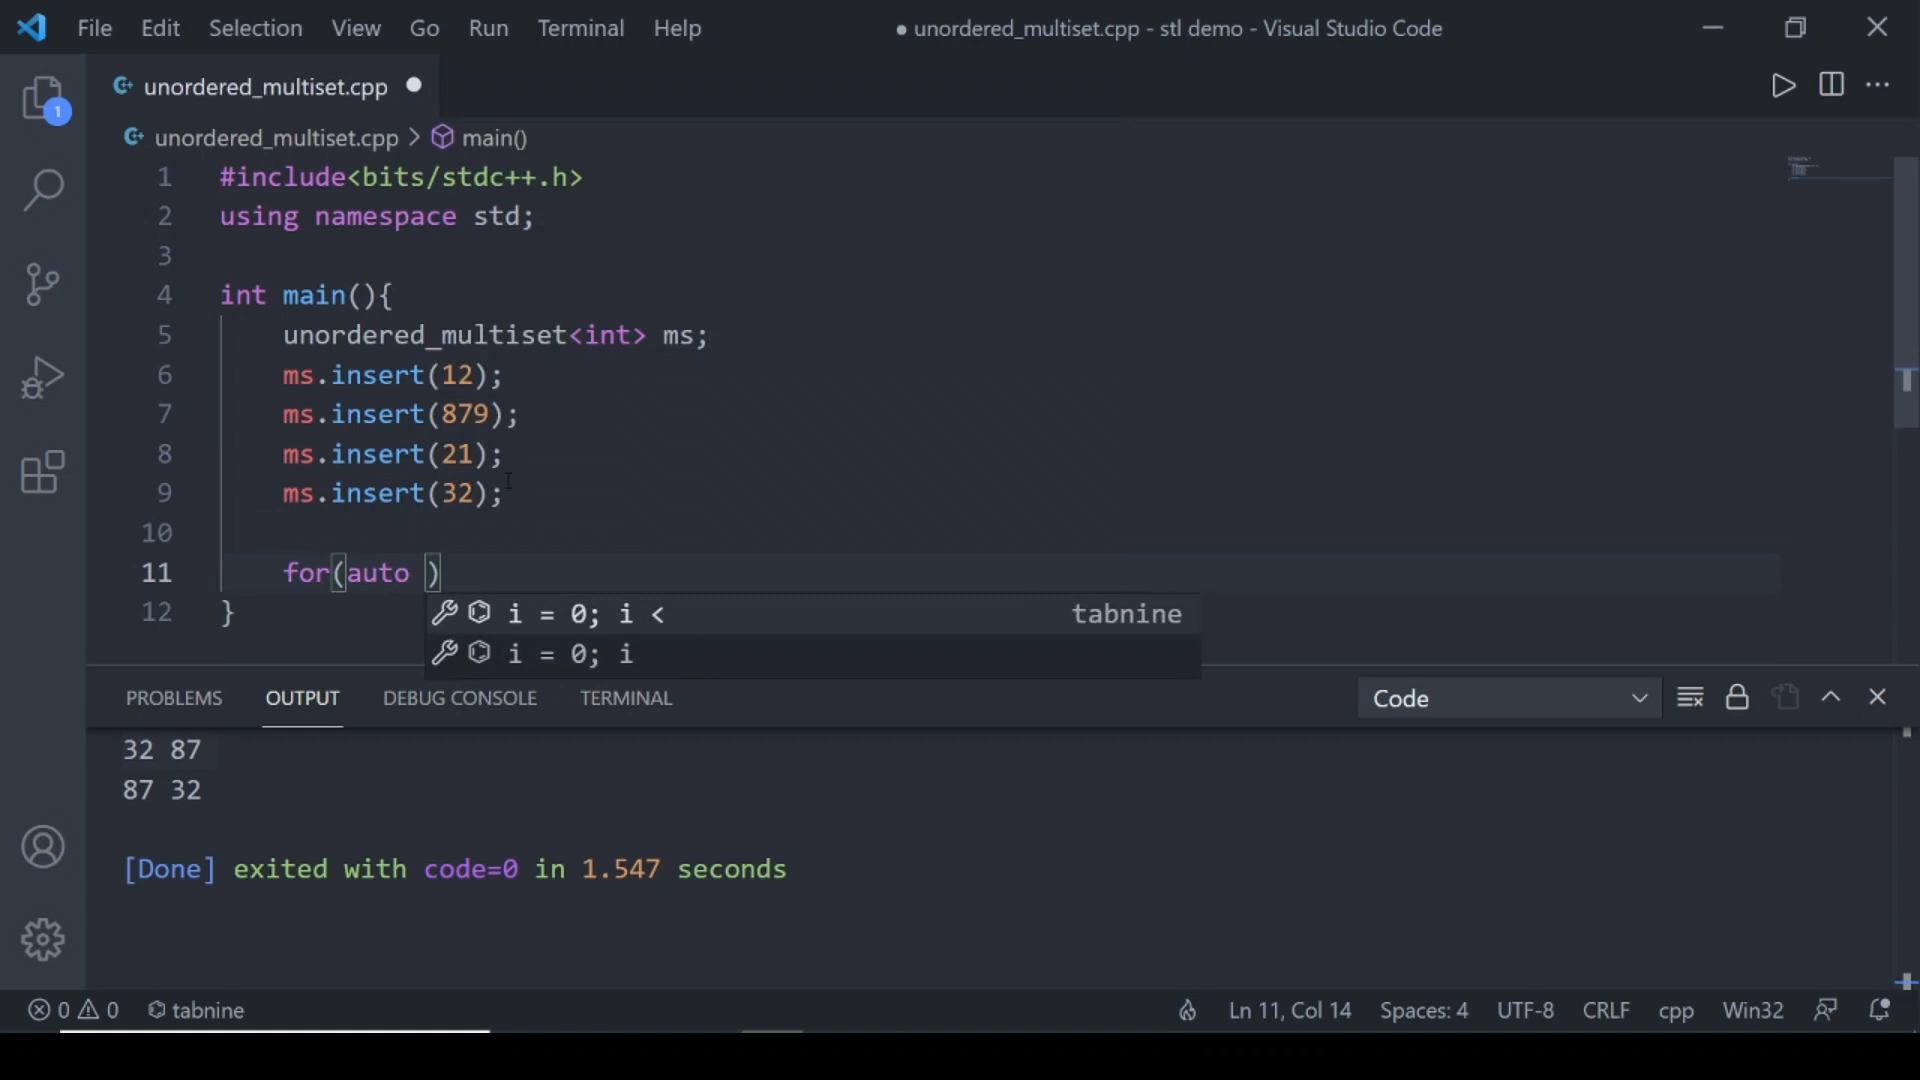 File Edit Selection View Go Run Terminal Help ● unordered_multiset.cpp - stl demo - Visual Studio Code
unordered_multiset.cpp
1
unordered_multiset.cpp > main()
1 #include<bits/stdc++.h>
2 using namespace std;
3
4 int main(){
5 unordered_multiset<int> ms;
6 ms.insert(12);
7 ms.insert(879);
8 ms.insert(21);
9 ms.insert(32);
10
11 for(auto )
12 }
i = 0; i < tabnine
i = 0; i
PROBLEMS OUTPUT DEBUG CONSOLE TERMINAL Code
32 87
87 32
[Done] exited with code=0 in 1.547 seconds
0 0 tabnine Ln 11, Col 14 Spaces: 4 UTF-8 CRLF cpp Win32